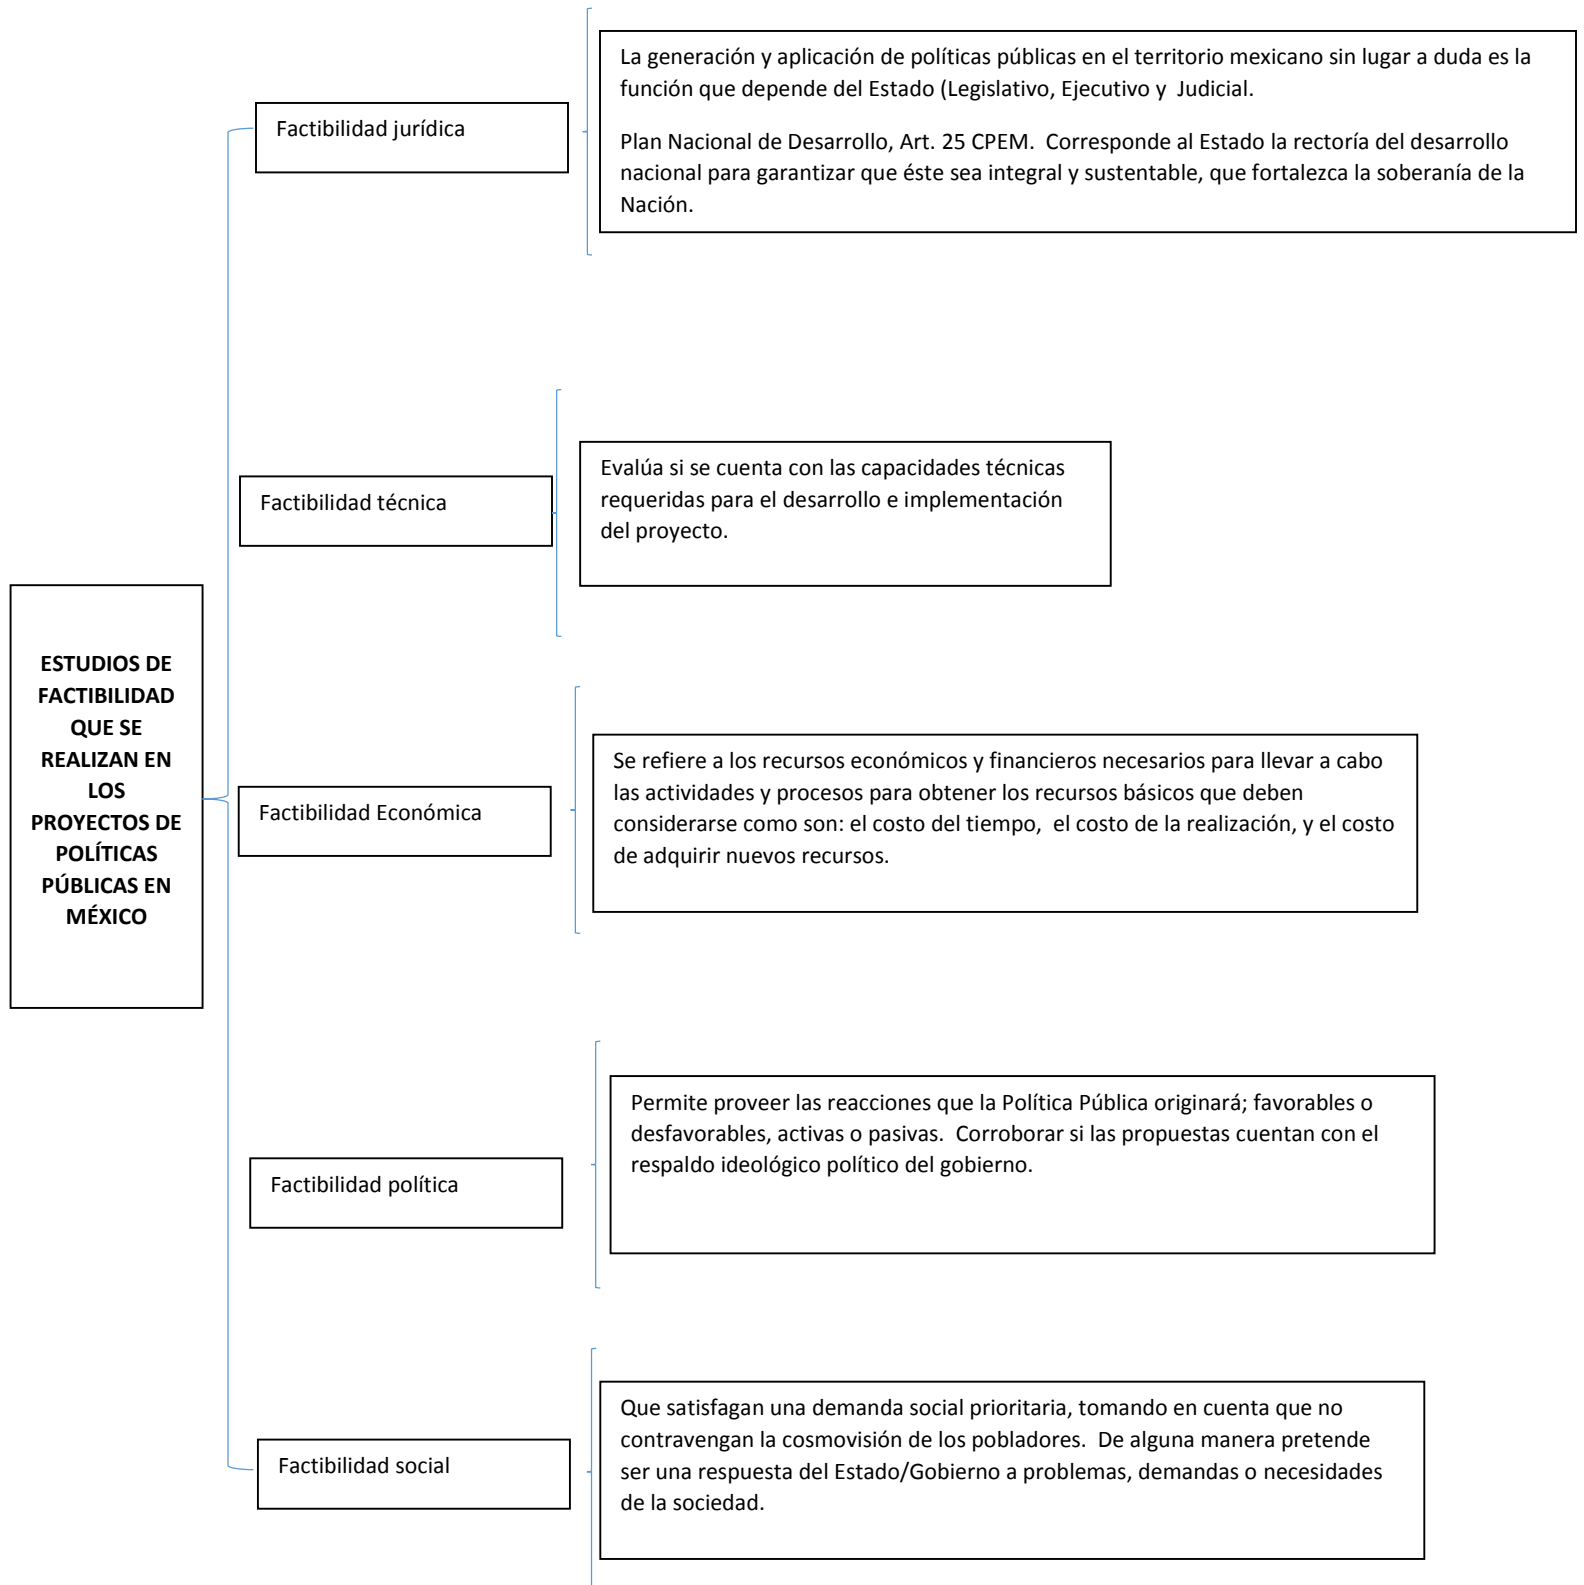 La generación y aplicación de políticas públicas en el territorio mexicano sin lugar a duda es la
función que depende del Estado (Legislativo, Ejecutivo y  Judicial.
Factibilidad jurídica
Plan Nacional de Desarrollo, Art. 25 CPEM.  Corresponde al Estado la rectoría del desarrollo
nacional para garantizar que éste sea integral y sustentable, que fortalezca la soberanía de la
Nación.
Factibilidad técnica
Evalúa si se cuenta con las capacidades técnicas
requeridas para el desarrollo e implementación
del proyecto.
ESTUDIOS DE
FACTIBILIDAD
QUE SE
REALIZAN EN
LOS
PROYECTOS DE
POLÍTICAS
PÚBLICAS EN
MÉXICO
Factibilidad Económica
Se refiere a los recursos económicos y financieros necesarios para llevar a cabo
las actividades y procesos para obtener los recursos básicos que deben
considerarse como son: el costo del tiempo,  el costo de la realización, y el costo
de adquirir nuevos recursos.
Factibilidad política
Permite proveer las reacciones que la Política Pública originará; favorables o
desfavorables, activas o pasivas.  Corroborar si las propuestas cuentan con el
respaldo ideológico político del gobierno.
Factibilidad social
Que satisfagan una demanda social prioritaria, tomando en cuenta que no
contravengan la cosmovisión de los pobladores.  De alguna manera pretende
ser una respuesta del Estado/Gobierno a problemas, demandas o necesidades
de la sociedad.